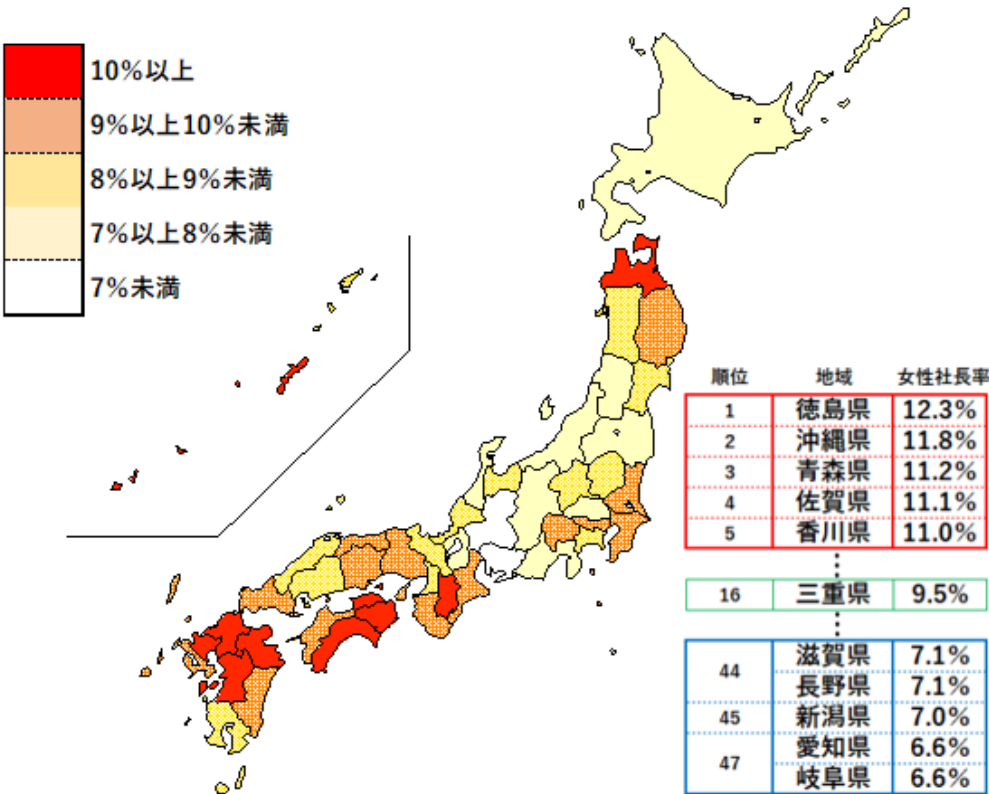 10%以上
9%以上10%未満
8%以上9%未満
7%以上8%未満
7%未満
順位 地域 女性社長率
1 徳島県 12.3%
2 沖縄県 11.8%
3 青森県 11.2%
4 佐賀県 11.1%
5 香川県 11.0%
16 三重県 9.5%
44 滋賀県 7.1%
長野県 7.1%
45 新潟県 7.0%
47 愛知県 6.6%
岐阜県 6.6%